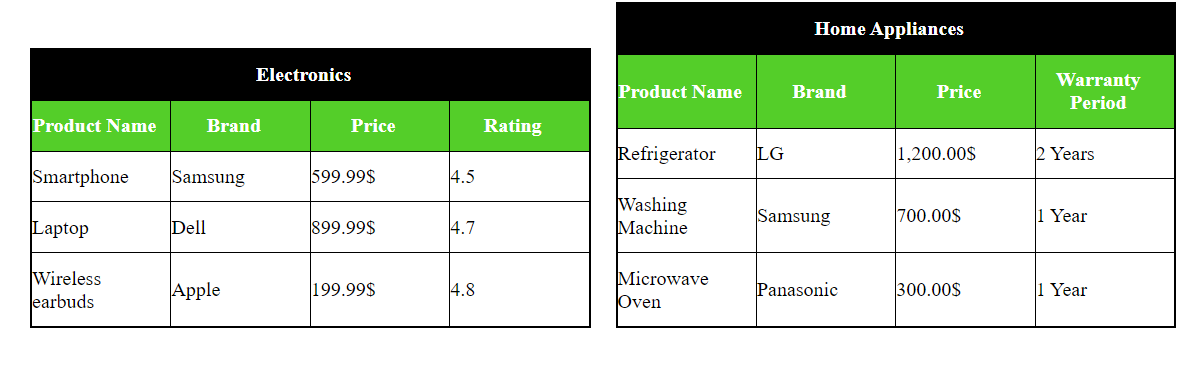 Electronics
Product Name Brand Price Rating
Smartphone Samsung 599.99$ 4.5
Laptop Dell 899.99$ 4.7
Wireless
earbuds Apple 199.99$ 4.8
Home Appliances
Product Name Brand Price Warranty
Period
Refrigerator LG 1,200.00$ 2 Years
Washing
Machine Samsung 700.00$ 1 Year
Microwave
Oven Panasonic 300.00$ 1 Year